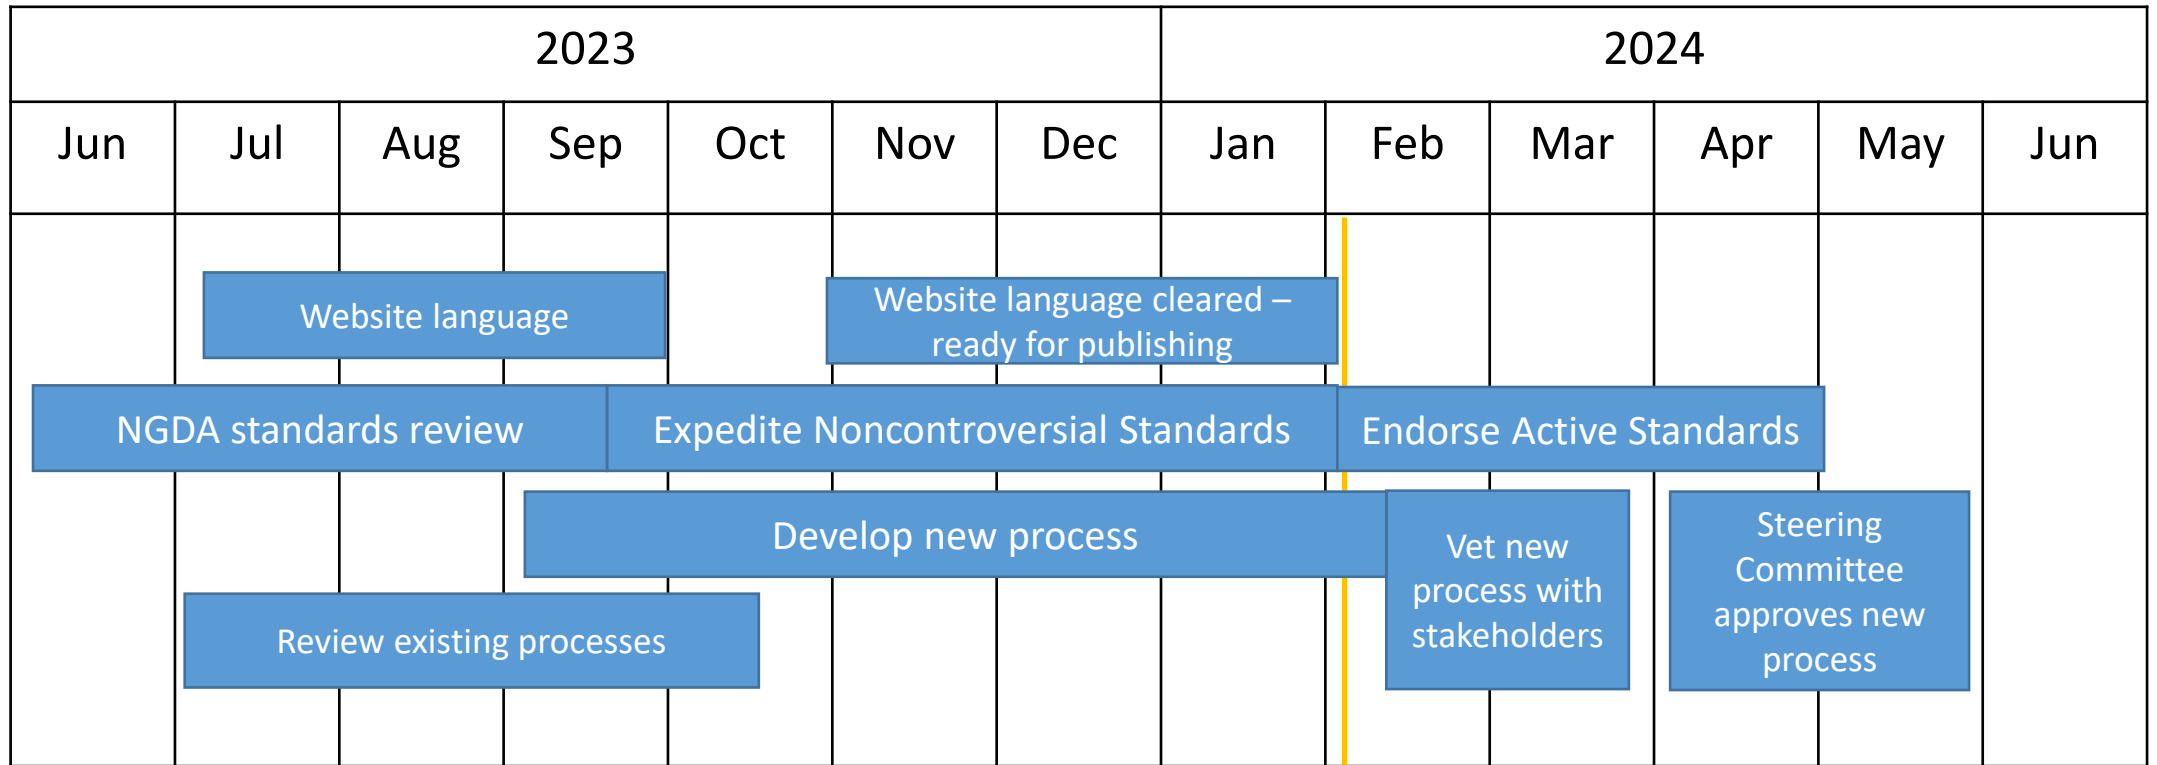 2023
2024
Jun
Jul
Aug
Sep
Oct
Nov
Dec
Jan
Feb
Mar
Apr
May
Jun
Website language
Website language cleared –
ready for publishing
NGDA standards review
Expedite Noncontroversial Standards
Endorse Active Standards
Develop new process
Vet new
process with
stakeholders
Steering
Committee
approves new
process
Review existing processes